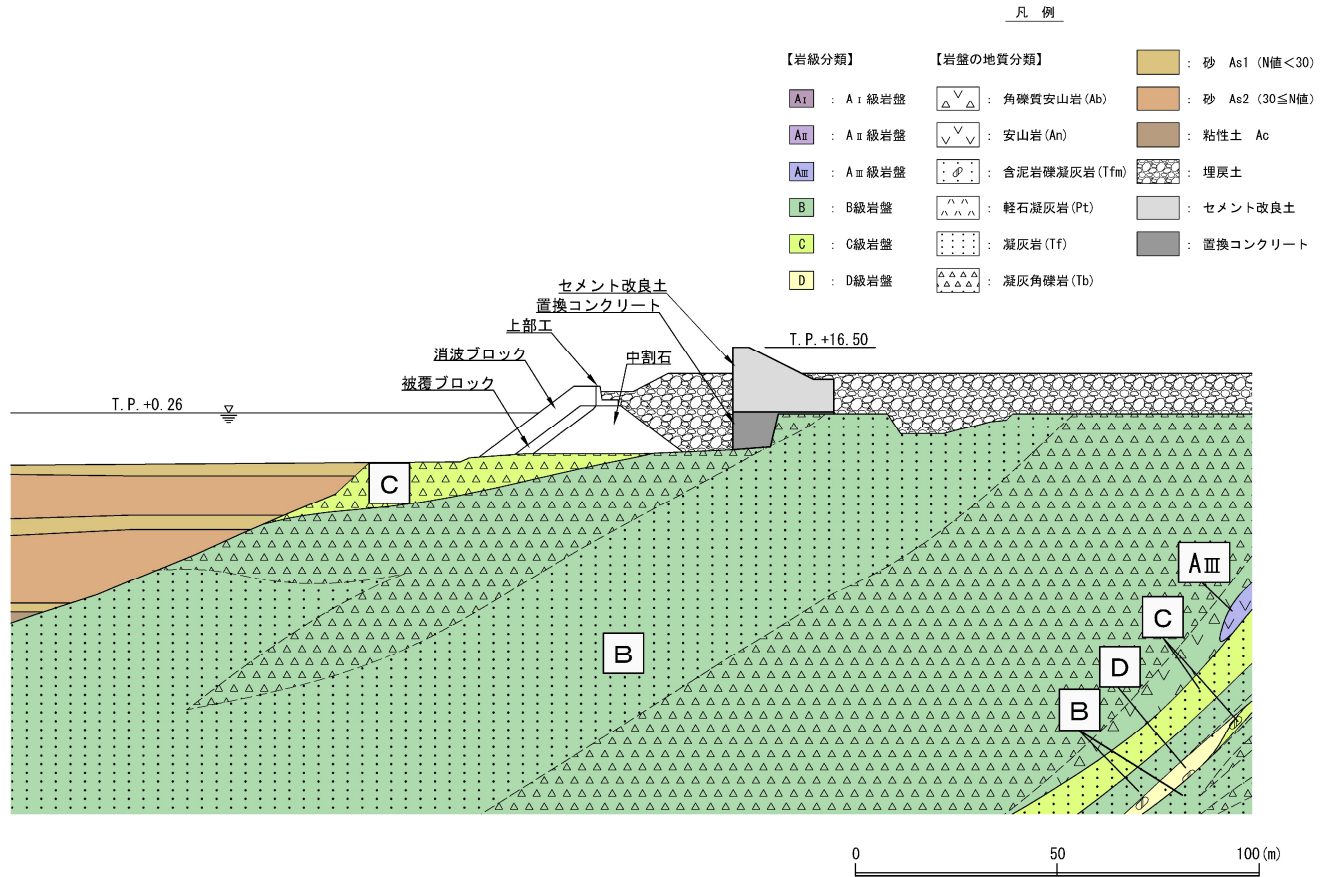 凡 例
【岩級分類】
【岩盤の地質分類】
AⅠ : AⅠ級岩盤
AⅡ : AⅡ級岩盤
AⅢ : AⅢ級岩盤
B : B級岩盤
C : C級岩盤
D : D級岩盤
: 角礫質安山岩(Ab)
: 安山岩(An)
: 含泥岩礫凝灰岩(Tfm)
: 軽石凝灰岩(Pt)
: 凝灰岩(Tf)
: 凝灰角礫岩(Tb)
: 砂 As1 (N値<30)
: 砂 As2 (30≦N値)
: 粘性土 Ac
: 埋戻土
: セメント改良土
: 置換コンクリート
セメント改良土
置換コンクリート
上部工
消波ブロック
中割石
被覆ブロック
T.P.+16.50
T.P.+0.26
C
B
AⅢ
C
D
B
0 50 100(m)